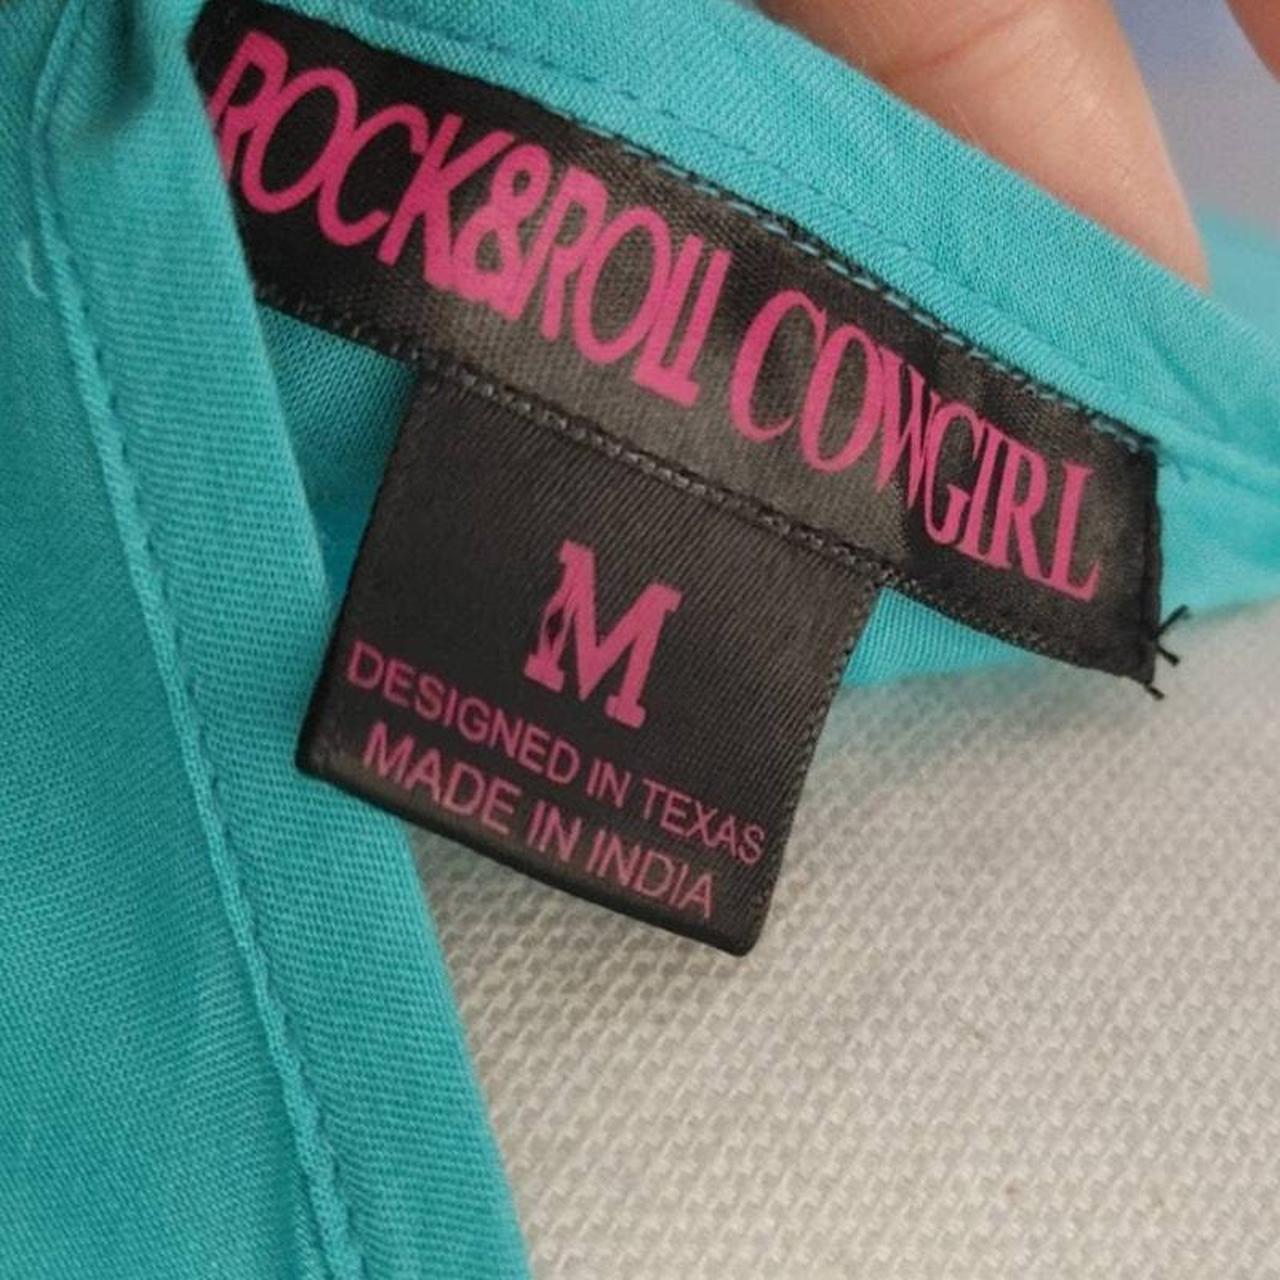 ROCK&ROLL COWGIRL
M
DESIGNED IN TEXAS
MADE IN INDIA